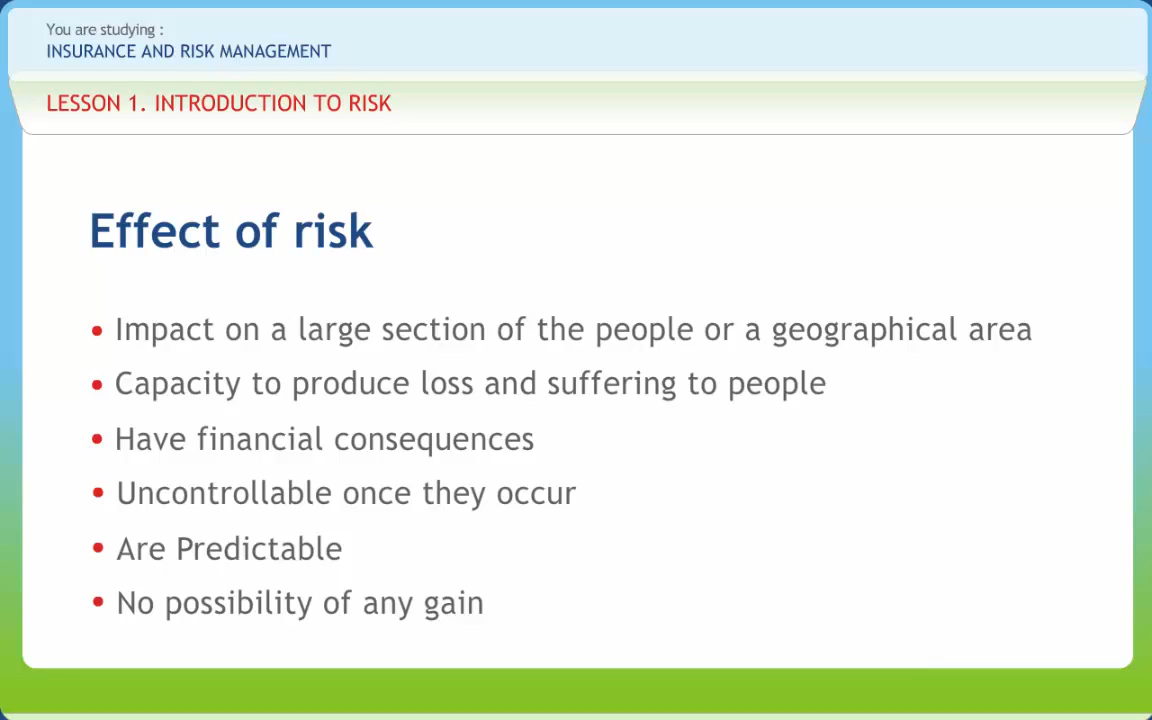 You are studying :
INSURANCE AND RISK MANAGEMENT
LESSON 1. INTRODUCTION TO RISK
Effect of risk
• Impact on a large section of the people or a geographical area
• Capacity to produce loss and suffering to people
• Have financial consequences
• Uncontrollable once they occur
• Are Predictable
• No possibility of any gain